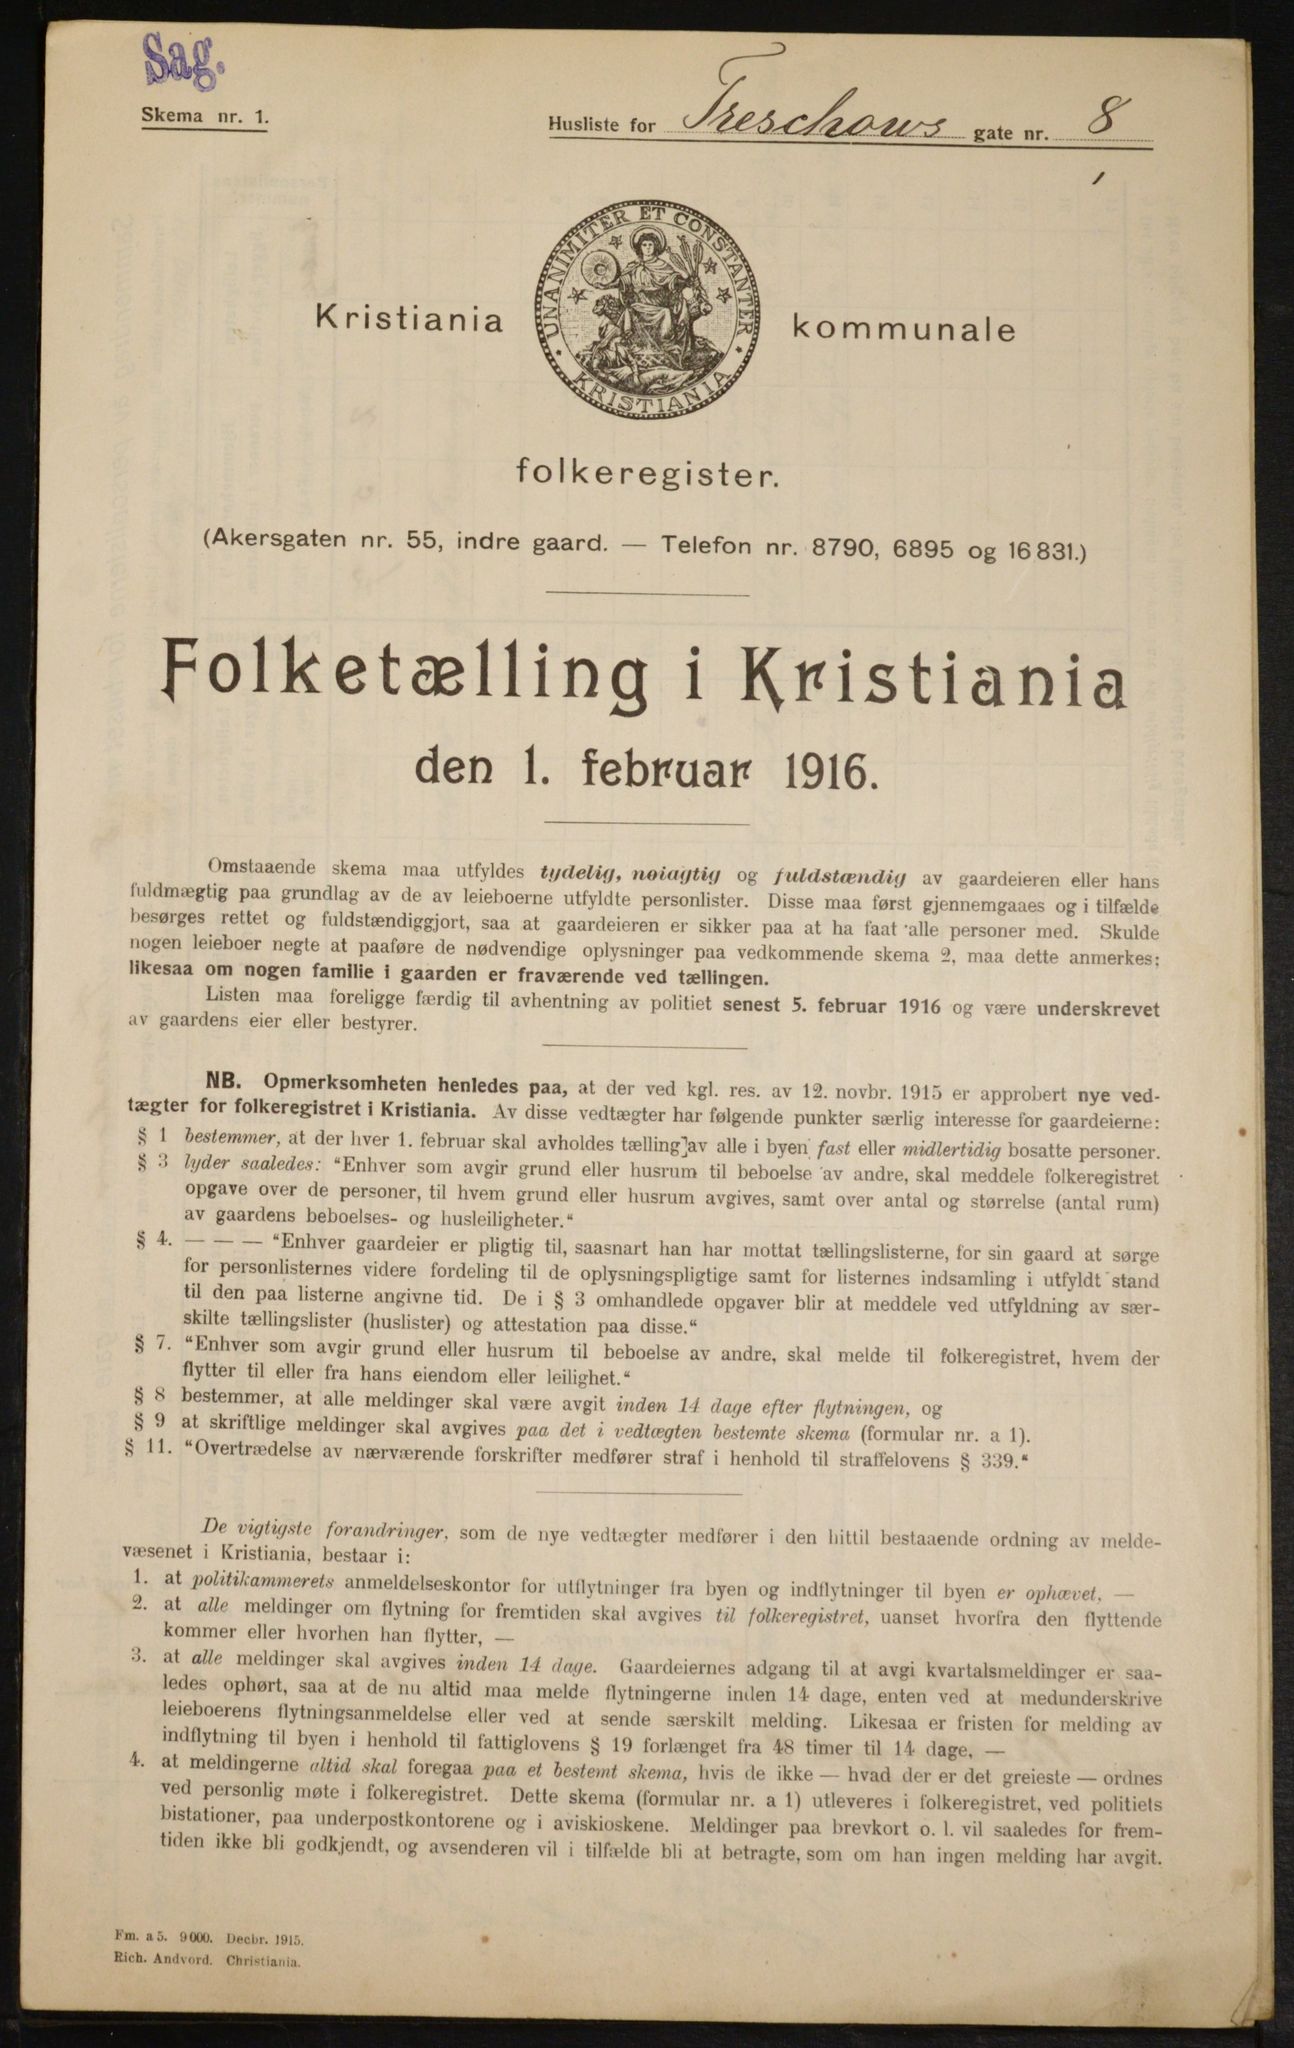 Sag.
Skema nr. 1.
Husliste for Treschows gate nr. 8
UNANIMITER ET CONSTANTER
KRISTIANIA
Kristiania kommunale
folkeregister.
(Akersgaten nr. 55, indre gaard. — Telefon nr. 8790, 6895 og 16 831.)
Folketælling i Kristiania
den 1. februar 1916.
Omstaaende skema maa utfyldes tydelig, nøiagtig og fuldstændig av gaardeieren eller hans
fuldmægtig paa grundlag av de av leieboerne utfyldte personlister. Disse maa først gjennemgaaes og i tilfælde
besørges rettet og fuldstændiggjort, saa at gaardeieren er sikker paa at ha faat alle personer med. Skulde
nogen leieboer negte at paaføre de nødvendige oplysninger paa vedkommende skema 2, maa dette anmerkes;
likesaa om nogen familie i gaarden er fraværende ved tællingen.
Listen maa foreligge færdig til avhentning av politiet senest 5. februar 1916 og være underskrevet
av gaardens eier eller bestyrer.
NB. Opmerksomheten henledes paa, at der ved kgl. res. av 12. novbr. 1915 er approbert nye ved-
tægter for folkeregistret i Kristiania. Av disse vedtægter har følgende punkter særlig interesse for gaardeierne:
§ 1 bestemmer, at der hver 1. februar skal avholdes tælling av alle i byen fast eller midlertidig bosatte personer.
§ 3 lyder saaledes: "Enhver som avgir grund eller husrum til beboelse av andre, skal meddele folkeregistret
opgave over de personer, til hvem grund eller husrum avgives, samt over antal og størrelse (antal rum)
av gaardens beboelses- og husleiligheter."
§ 4. — — — "Enhver gaardeier er pligtig til, saasnart han har mottat tællingslisterne, for sin gaard at sørge
for personlisternes videre fordeling til de oplysningspligtige samt for listernes indsamling i utfyldt stand
til den paa listerne angivne tid. De i § 3 omhandlede opgaver blir at meddele ved utfyldning av sær-
skilte tællingslister (huslister) og attestation paa disse."
§ 7. "Enhver som avgir grund eller husrum til beboelse av andre, skal melde til folkeregistret, hvem der
flytter til eller fra hans eiendom eller leilighet."
§ 8 bestemmer, at alle meldinger skal være avgit inden 14 dage efter flytningen, og
§ 9 at skriftlige meldinger skal avgives paa det i vedtægten bestemte skema (formular nr. a 1).
§ 11. "Overtrædelse av nærværende forskrifter medfører straf i henhold til straffelovens § 339."
De vigtigste forandringer, som de nye vedtægter medfører i den hittil bestaaende ordning av melde-
væsenet i Kristiania, bestaar i:
1. at politikammerets anmeldelseskontor for utflytninger fra byen og indflytninger til byen er ophævet, —
2. at alle meldinger om flytning for fremtiden skal avgives til folkeregistret, uanset hvorfra den flyttende
kommer eller hvorhen han flytter, —
3. at alle meldinger skal avgives inden 14 dage. Gaardeiernes adgang til at avgi kvartalsmeldinger er saa-
ledes ophørt, saa at de nu altid maa melde flytningerne inden 14 dage, enten ved at medunderskrive
leieboerens flytningsanmeldelse eller ved at sende særskilt melding. Likesaa er fristen for melding av
indflytning til byen i henhold til fattiglovens § 19 forlænget fra 48 timer til 14 dage, —
4. at meldingerne altid skal foregaa paa et bestemt skema, hvis de ikke — hvad der er det greieste — ordnes
ved personlig møte i folkeregistret. Dette skema (formular nr. a 1) utleveres i folkeregistret, ved politiets
bistationer, paa underpostkontorene og i aviskioskene. Meldinger paa brevkort o. l. vil saaledes for frem-
tiden ikke bli godkjendt, og avsenderen vil i tilfælde bli at betragte, som om han ingen melding har avgit.
Fm. a 5. 9 000. Decbr. 1915.
Rich. Andvord. Christiania.